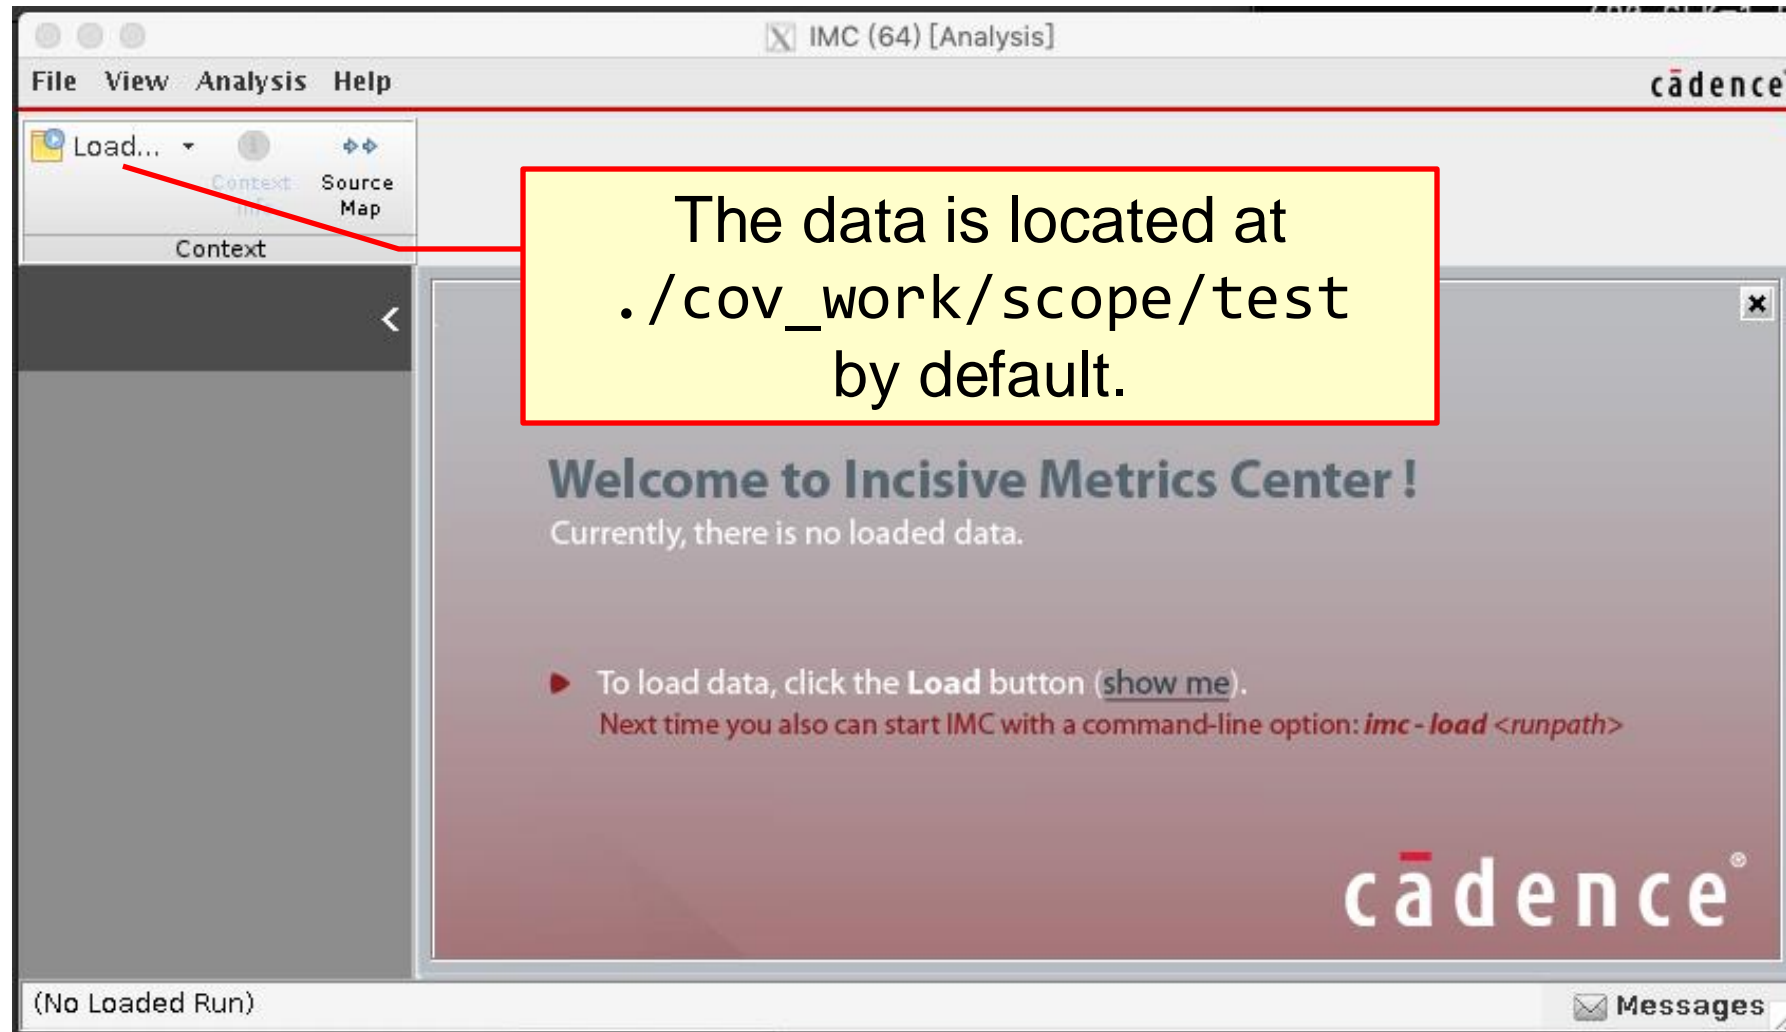 IMC (64) [Analysis]
File View Analysis Help
cādence
Load...
Context
Info
Source
Map
Context
The data is located at
./cov_work/scope/test
by default.
Welcome to Incisive Metrics Center !
Currently, there is no loaded data.
To load data, click the Load button (show me).
Next time you also can start IMC with a command-line option: imc - load <runpath>
cādence®
(No Loaded Run)
Messages